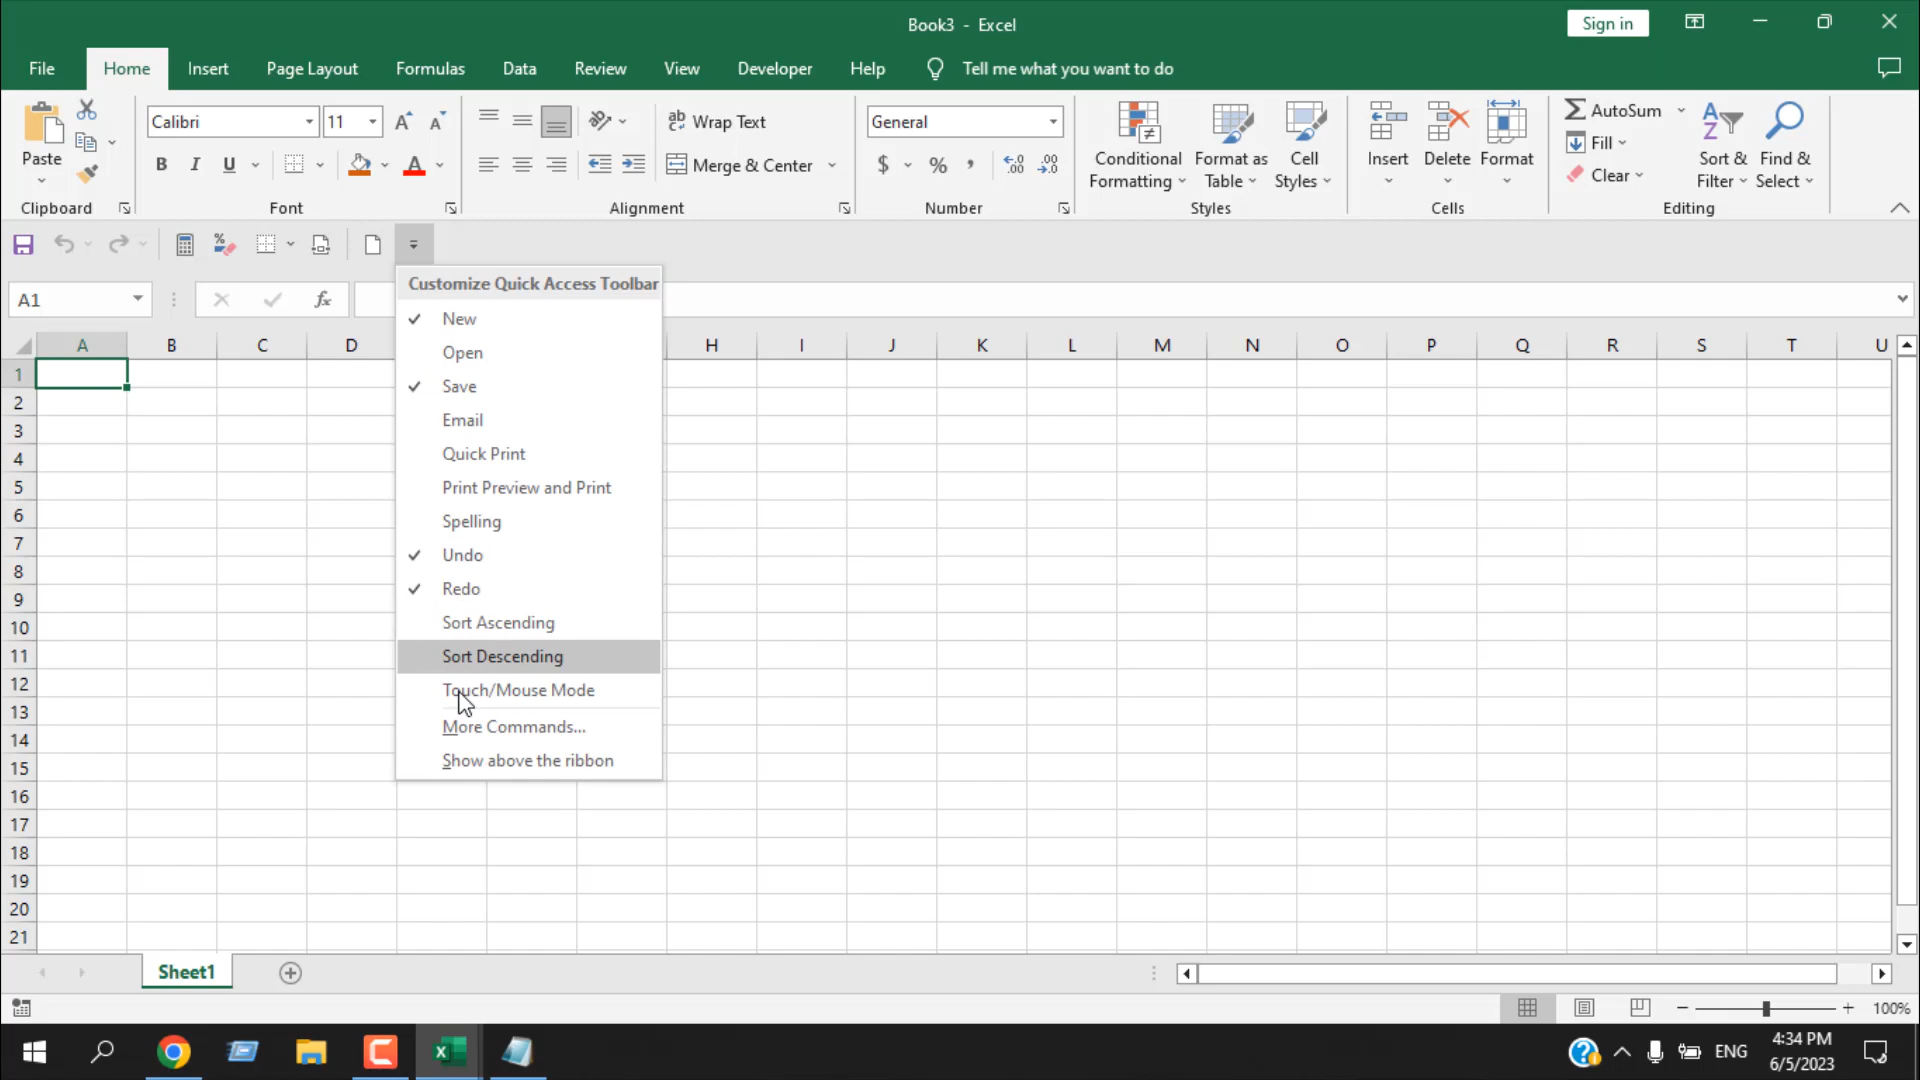 Book3 - Excel
Sign in
File Home Insert Page Layout Formulas Data Review View Developer Help Tell me what you want to do
Calibri 11 Wrap Text General AutoSum
Paste B I U Merge & Center $ % Conditional Formatting Format as Table Cell Styles Insert Delete Format Fill Clear Sort & Filter Find & Select
Clipboard Font Alignment Number Styles Cells Editing
Customize Quick Access Toolbar
A1 fx
New
Open
Save
Email
Quick Print
Print Preview and Print
Spelling
Undo
Redo
Sort Ascending
Sort Descending
Touch/Mouse Mode
More Commands...
Show above the ribbon
A B C D H I J K L M N O P Q R S T U
1
2
3
4
5
6
7
8
9
10
11
12
13
14
15
16
17
18
19
20
21
Sheet1
100%
ENG
4:34 PM
6/5/2023